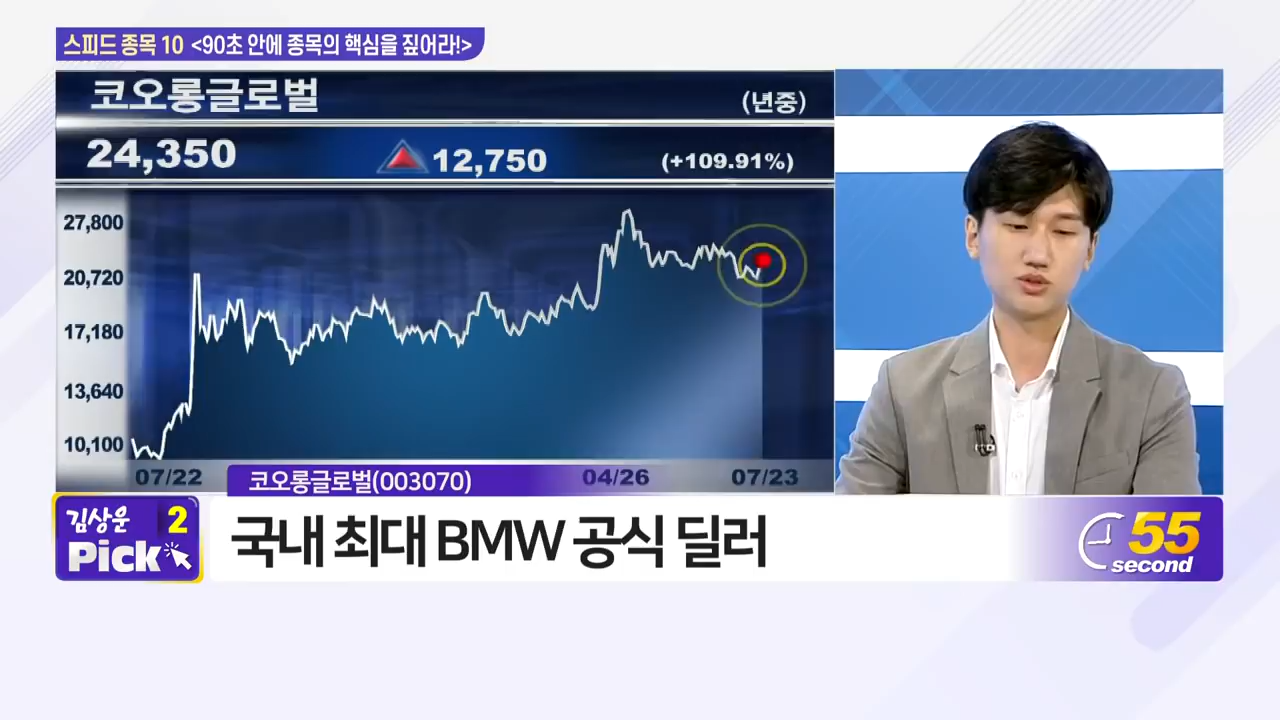 스피드 종목 10 <90초 안에 종목의 핵심을 짚어라!>
코오롱글로벌 (년중)
24,350 ▲ 12,750 (+109.91%)
27,800
20,720
17,180
13,640
10,100
07/22 04/26 07/23
코오롱글로벌(003070)
김상운 2
Pick
국내 최대 BMW 공식 딜러
55
second